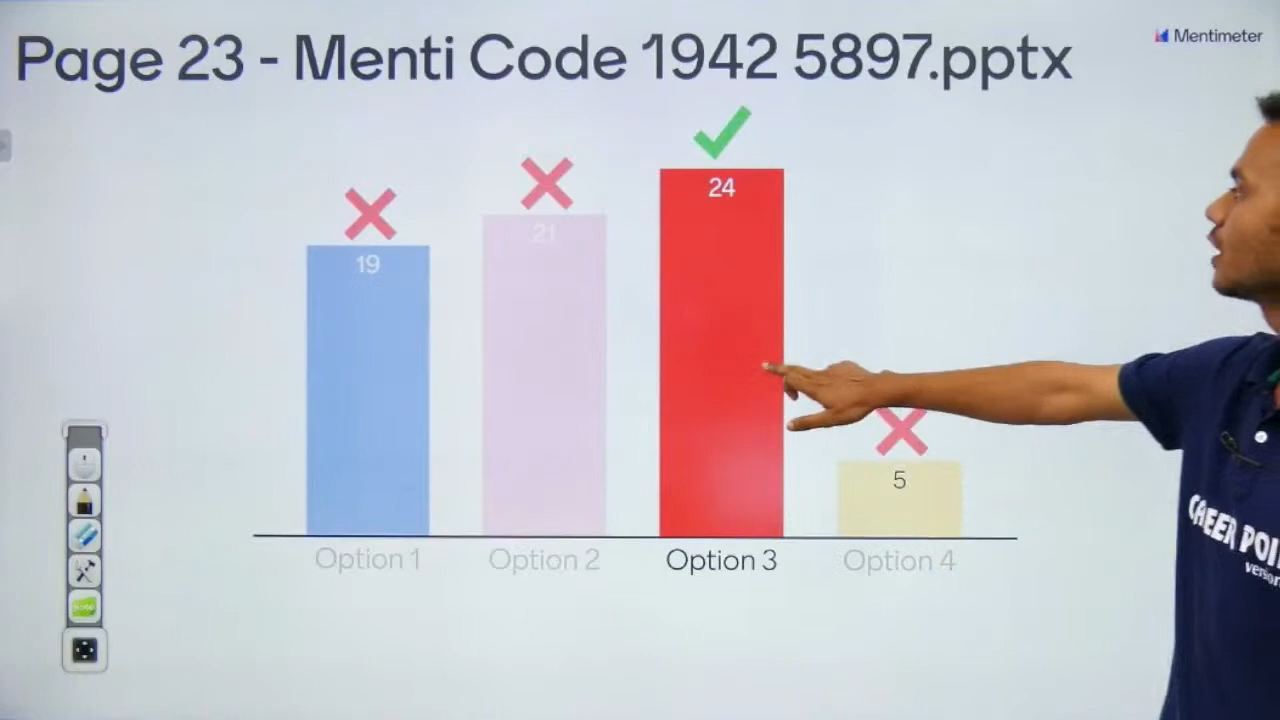 Page 23 - Menti Code 1942 5897.pptx
Mentimeter
19
21
24
5
Option 1
Option 2
Option 3
Option 4
CAREER POI
version